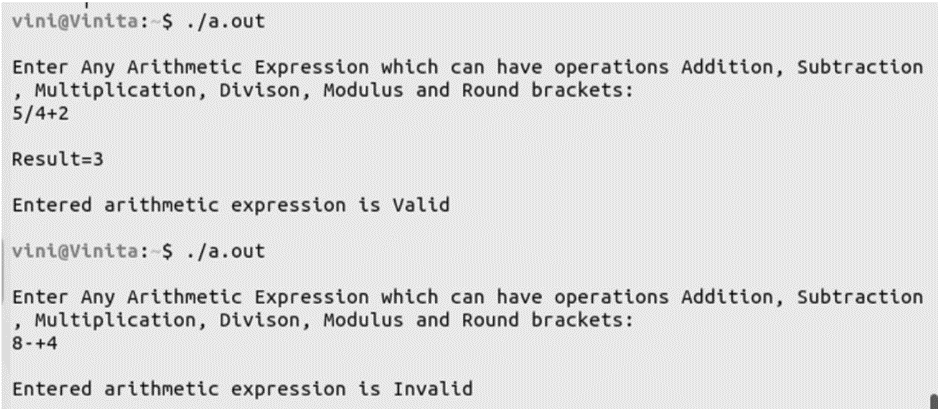 vini@Vinita:~$ ./a.out
Enter Any Arithmetic Expression which can have operations Addition, Subtraction
, Multiplication, Divison, Modulus and Round brackets:
5/4+2
Result=3
Entered arithmetic expression is Valid
vini@Vinita:~$ ./a.out
Enter Any Arithmetic Expression which can have operations Addition, Subtraction
, Multiplication, Divison, Modulus and Round brackets:
8-+4
Entered arithmetic expression is Invalid